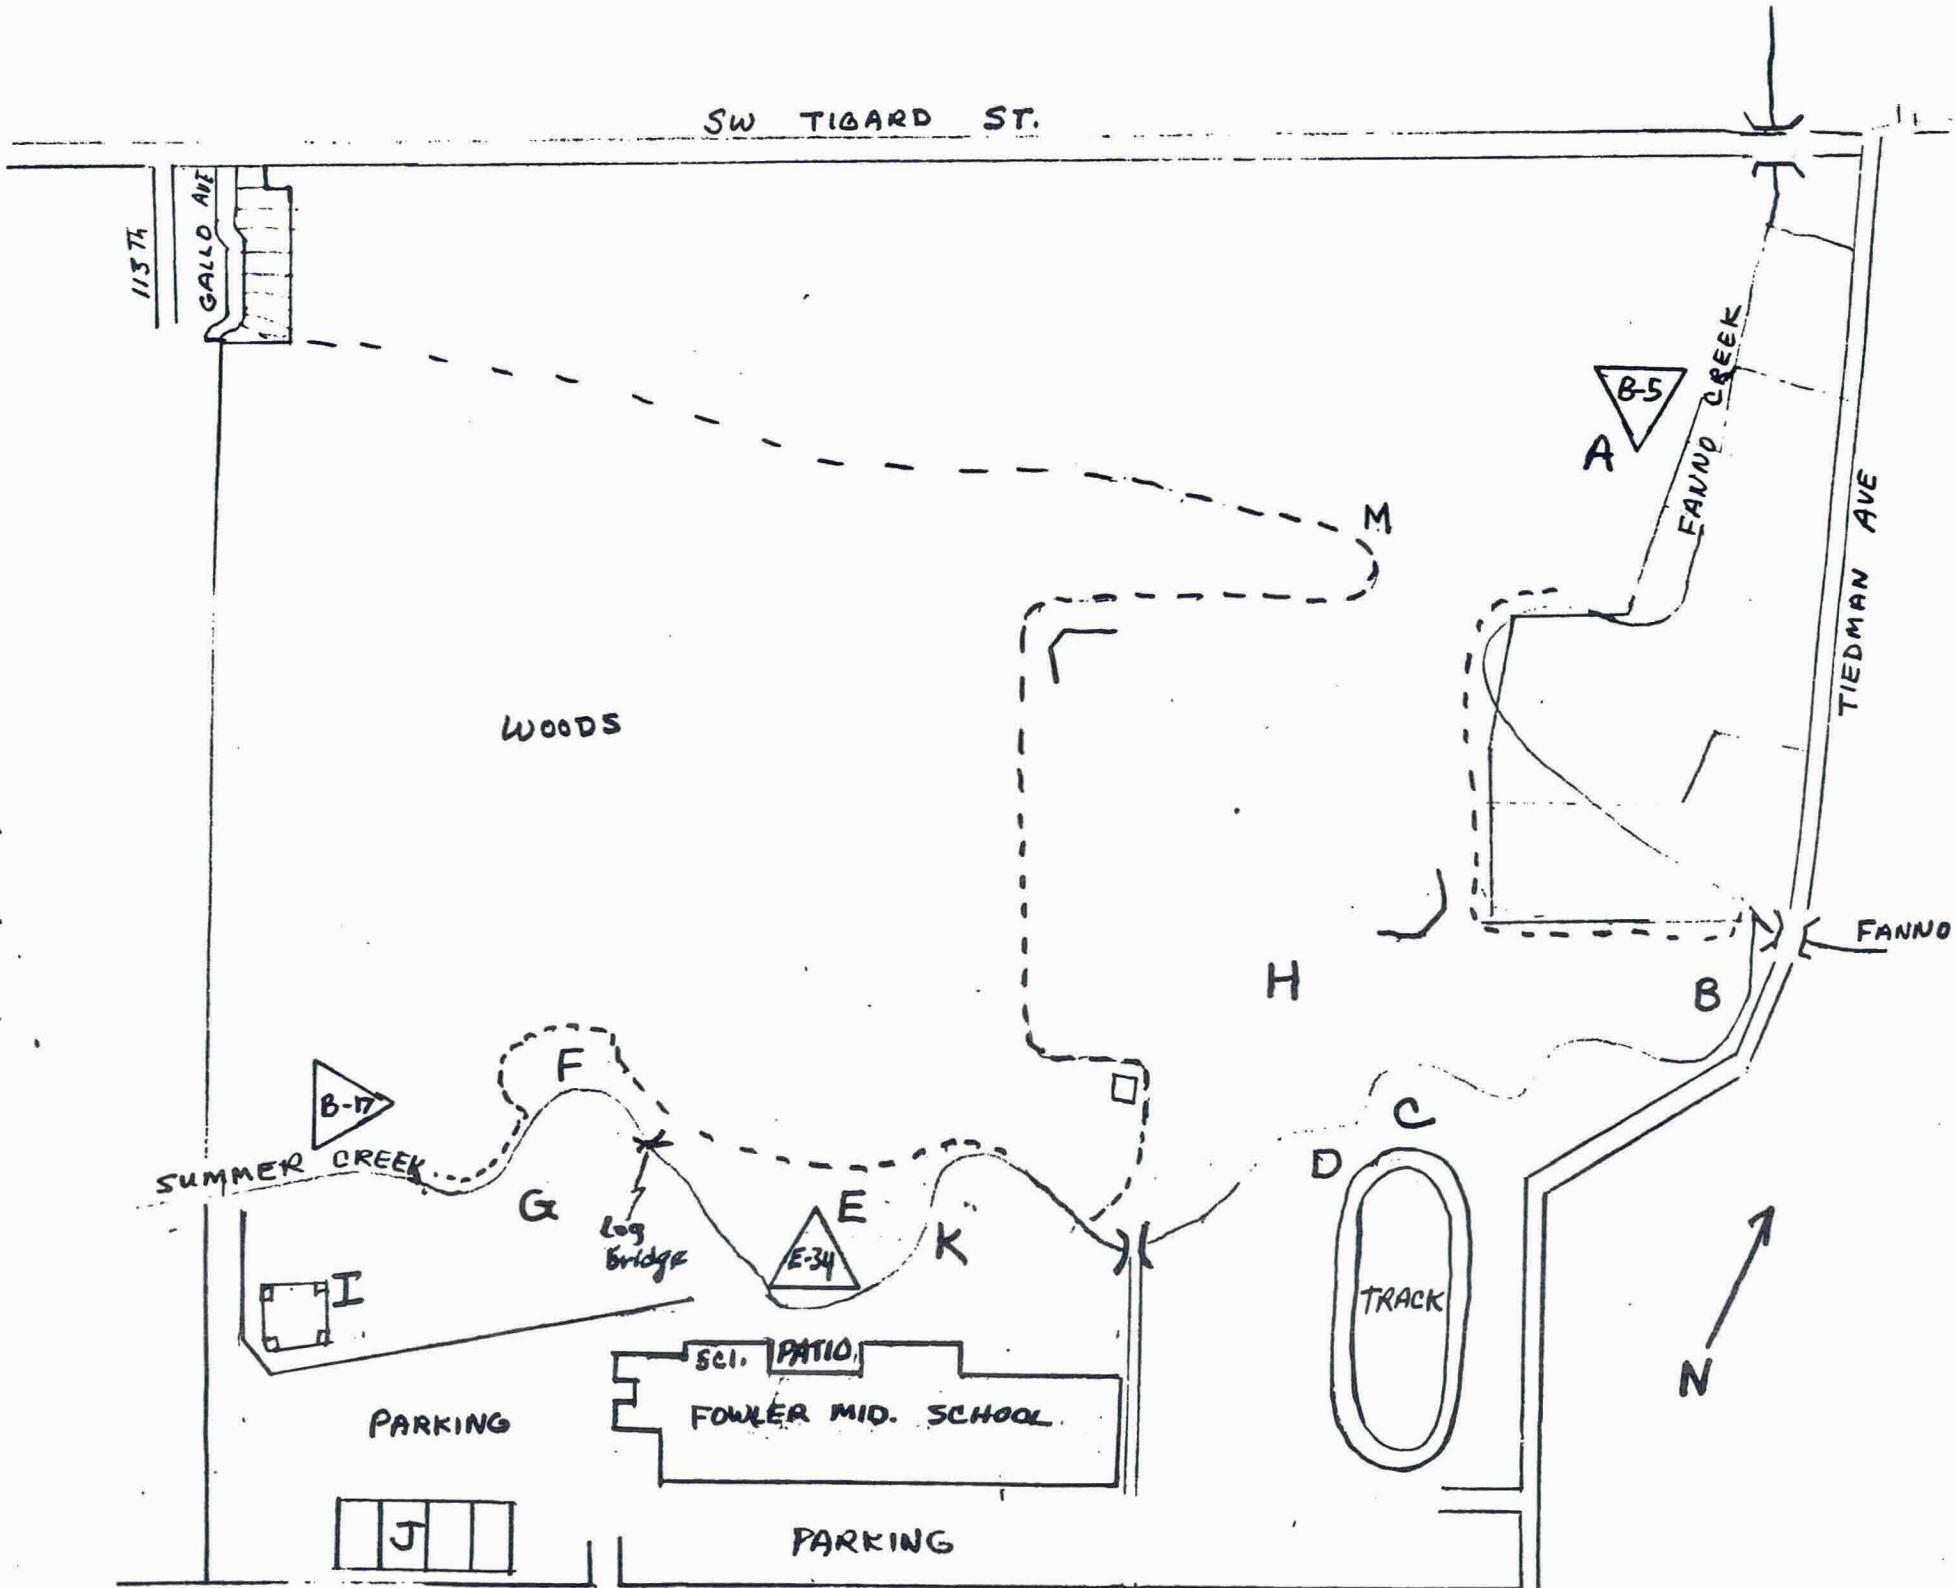 SW TIGARD ST.
113Th
GALLO AVE
FANNO CREEK
B-5
A
M
TIEDMAN AVE
WOODS
FANNO
H
B
F
B-17
SUMMER CREEK
C
D
G
E
Log
bridge
E-34
K
I
TRACK
N
SCI.
PATIO
FOWLER MID. SCHOOL
PARKING
J
PARKING